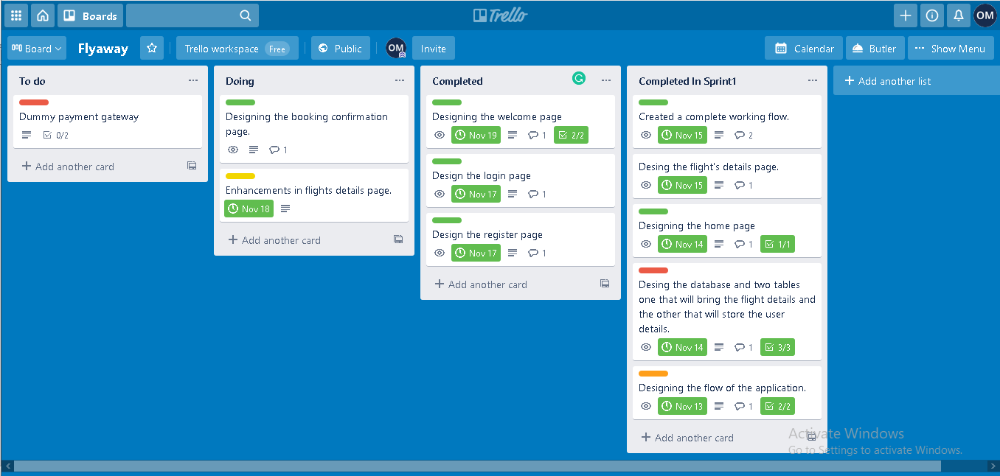 Boards
Trello
OM
Board
Flyaway
Trello workspace Free
Public
OM
Invite
Calendar
Butler
Show Menu
To do
Dummy payment gateway
0/2
Add another card
Doing
Designing the booking confirmation
page.
1
Enhancements in flights details page.
Nov 18
Add another card
Completed
G
Designing the welcome page
Nov 19 1 2/2
Design the login page
Nov 17 1
Design the register page
Nov 17 1
Add another card
Completed In Sprint1
Created a complete working flow.
Nov 15 2
Desing the flight's details page.
Nov 15 1
Designing the home page
Nov 14 1 1/1
Desing the database and two tables
one that will bring the flight details and
the other that will store the user
details.
Nov 14 1 3/3
Designing the flow of the application.
Nov 13 1 2/2
Add another card
Add another list
Activate Windows
Go to Settings to activate Windows.